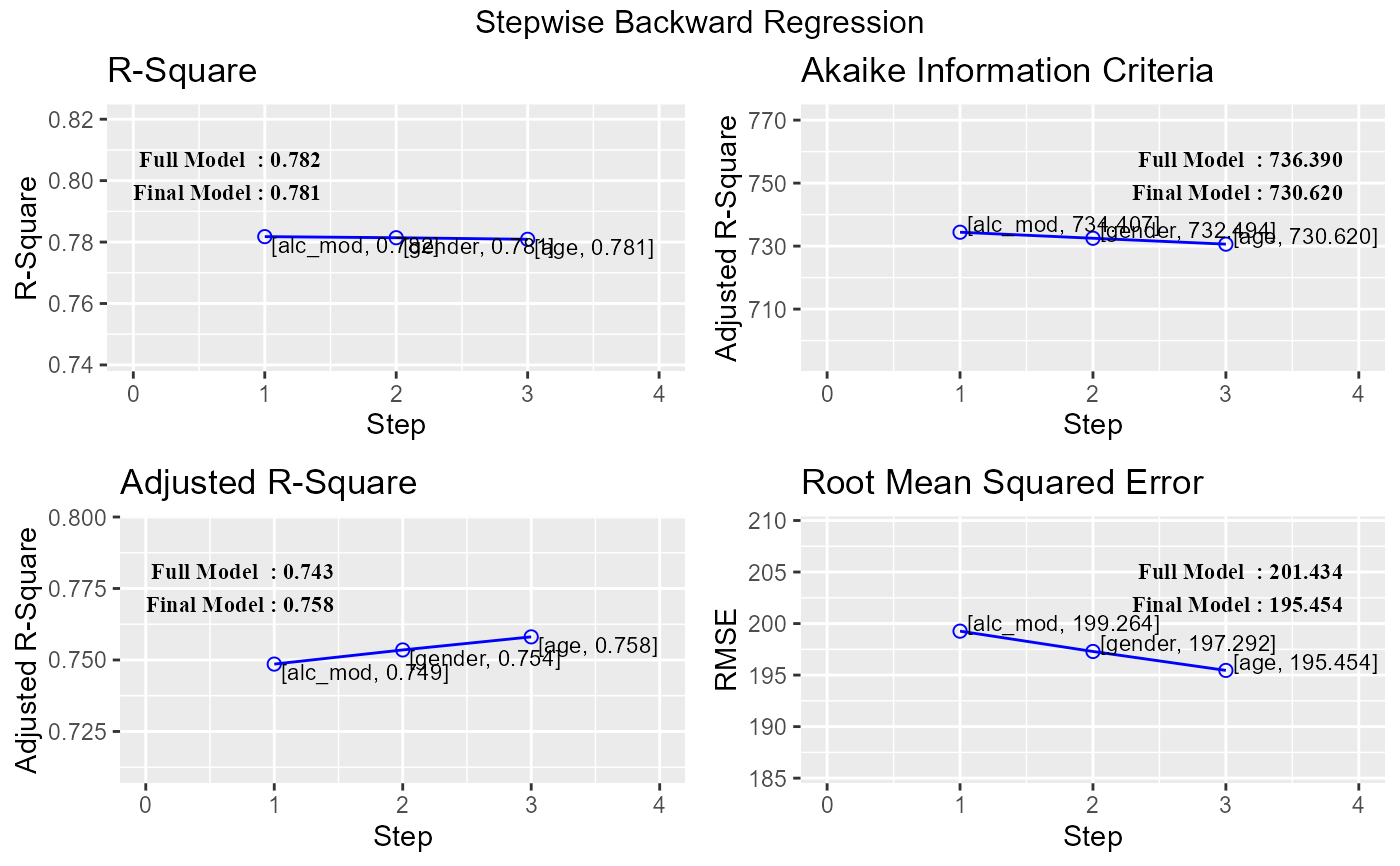 Stepwise Backward Regression
R-Square
0.82
0.80
0.78
0.76
0.74
R-Square
Full Model : 0.782
Final Model : 0.781
[alc_mod, 0.782]
[gender, 0.781]
[age, 0.781]
0 1 2 3 4
Step
Akaike Information Criteria
770
750
730
710
Adjusted R-Square
Full Model : 736.390
Final Model : 730.620
[alc_mod, 734.407]
[gender, 732.494]
[age, 730.620]
0 1 2 3 4
Step
Adjusted R-Square
0.800
0.775
0.750
0.725
Adjusted R-Square
Full Model : 0.743
Final Model : 0.758
[alc_mod, 0.749]
[gender, 0.754]
[age, 0.758]
0 1 2 3 4
Step
Root Mean Squared Error
210
205
200
195
190
185
RMSE
Full Model : 201.434
Final Model : 195.454
[alc_mod, 199.264]
[gender, 197.292]
[age, 195.454]
0 1 2 3 4
Step